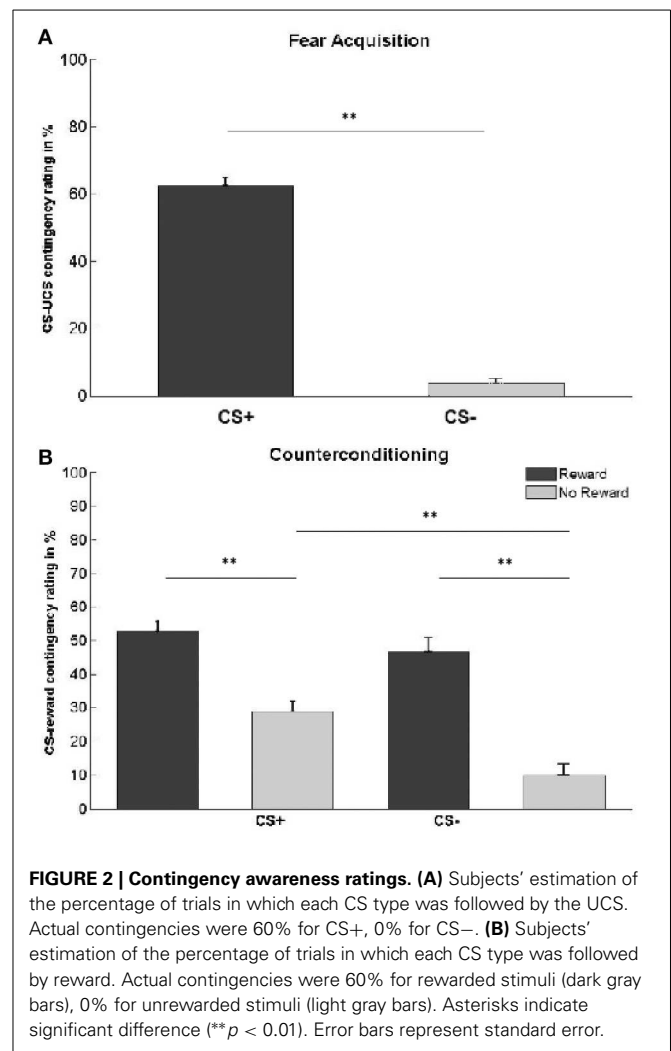 A
Fear Acquisition
100
80
60
40
20
0
CS-UCS contingency rating in %
**
CS+
CS-
B
Counterconditioning
100
90
80
70
60
50
40
30
20
10
0
CS-reward contingency rating in %
Reward
No Reward
**
**
**
CS+
CS-
FIGURE 2 | Contingency awareness ratings. (A) Subjects' estimation of
the percentage of trials in which each CS type was followed by the UCS.
Actual contingencies were 60% for CS+, 0% for CS−. (B) Subjects'
estimation of the percentage of trials in which each CS type was followed
by reward. Actual contingencies were 60% for rewarded stimuli (dark gray
bars), 0% for unrewarded stimuli (light gray bars). Asterisks indicate
significant difference (**p < 0.01). Error bars represent standard error.